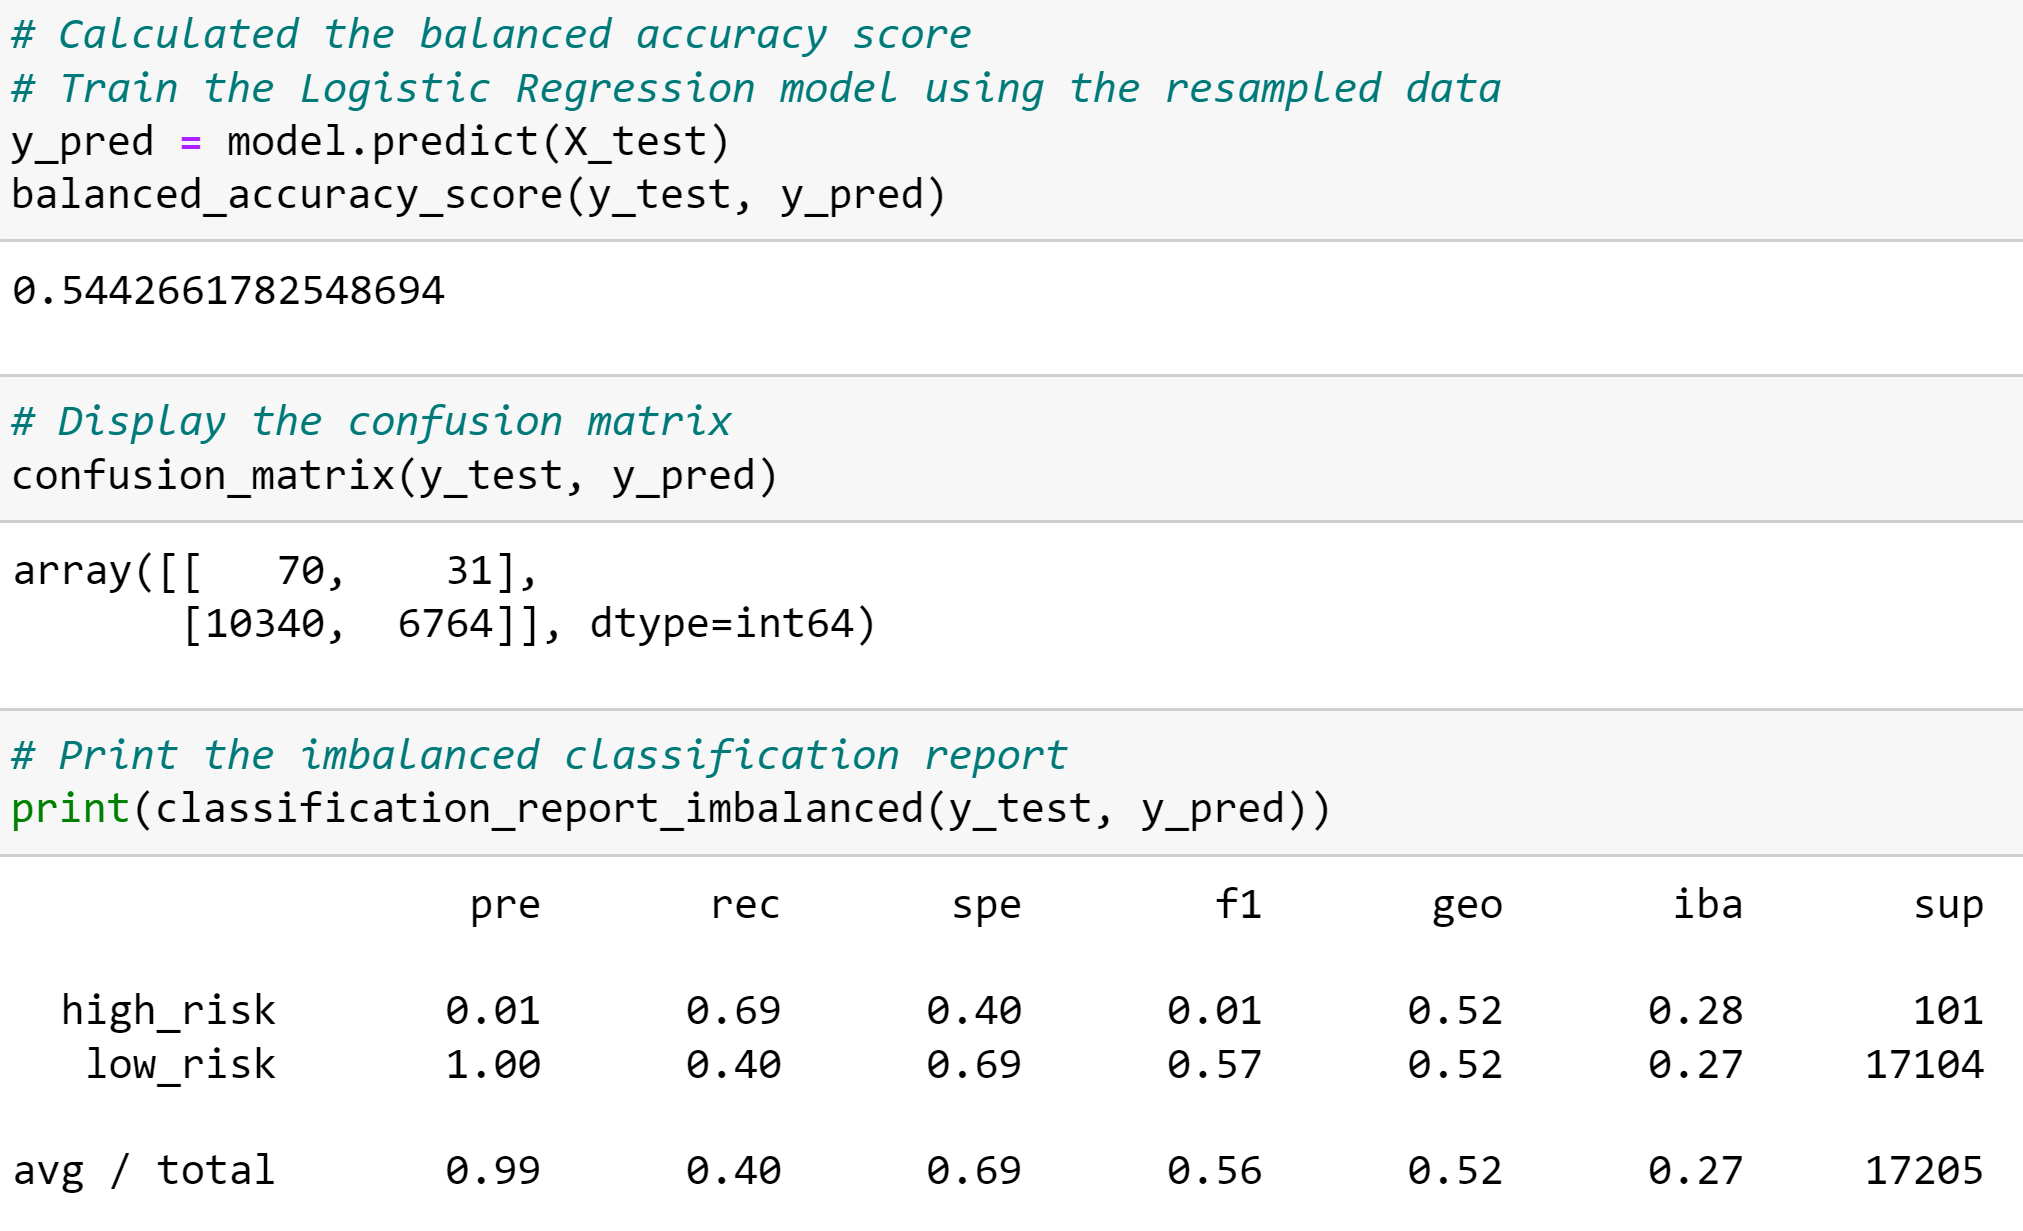 # Calculated the balanced accuracy score
# Train the Logistic Regression model using the resampled data
y_pred = model.predict(X_test)
balanced_accuracy_score(y_test, y_pred)
0.5442661782548694
# Display the confusion matrix
confusion_matrix(y_test, y_pred)
array([[   70,    31],
       [10340,  6764]], dtype=int64)
# Print the imbalanced classification report
print(classification_report_imbalanced(y_test, y_pred))
                   pre       rec       spe        f1       geo       iba       sup
  high_risk       0.01      0.69      0.40      0.01      0.52      0.28       101
   low_risk       1.00      0.40      0.69      0.57      0.52      0.27     17104
avg / total       0.99      0.40      0.69      0.56      0.52      0.27     17205